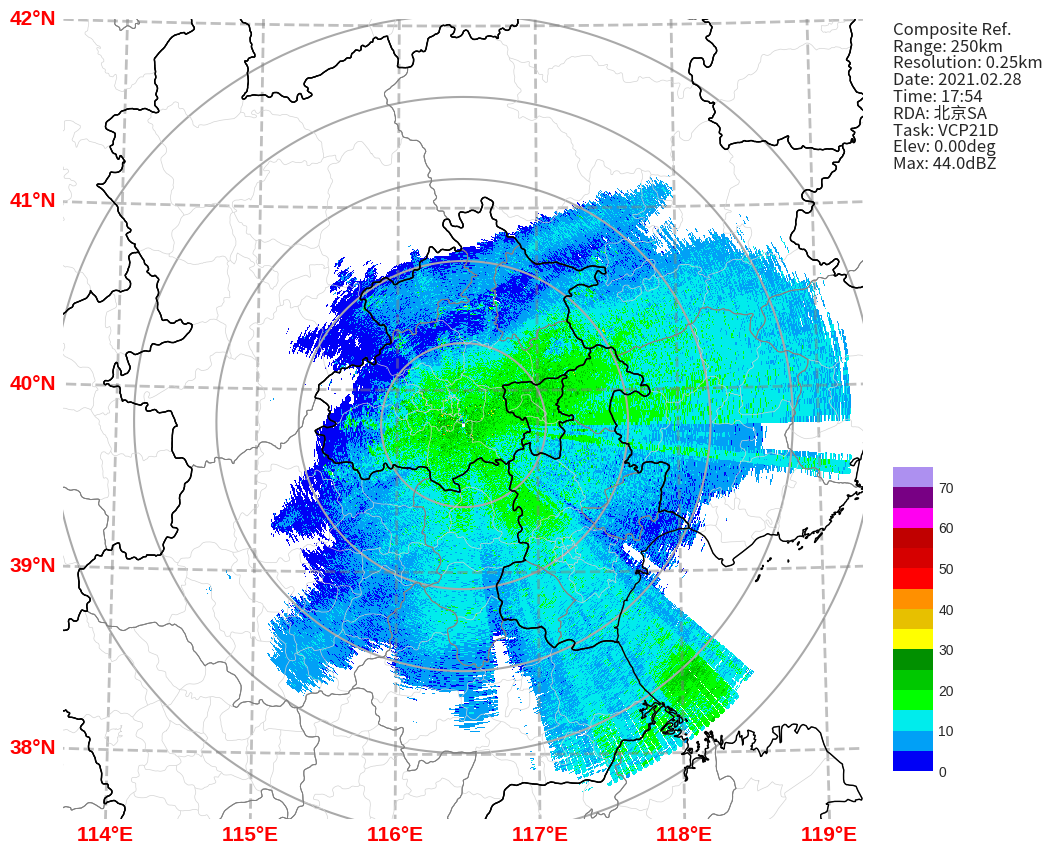 Composite Ref.
Range: 250km
Resolution: 0.25km
Date: 2021.02.28
Time: 17:54
RDA: 北京SA
Task: VCP21D
Elev: 0.00deg
Max: 44.0dBZ
42°N
41°N
40°N
39°N
38°N
70
60
50
40
30
20
10
0
114°E
115°E
116°E
117°E
118°E
119°E